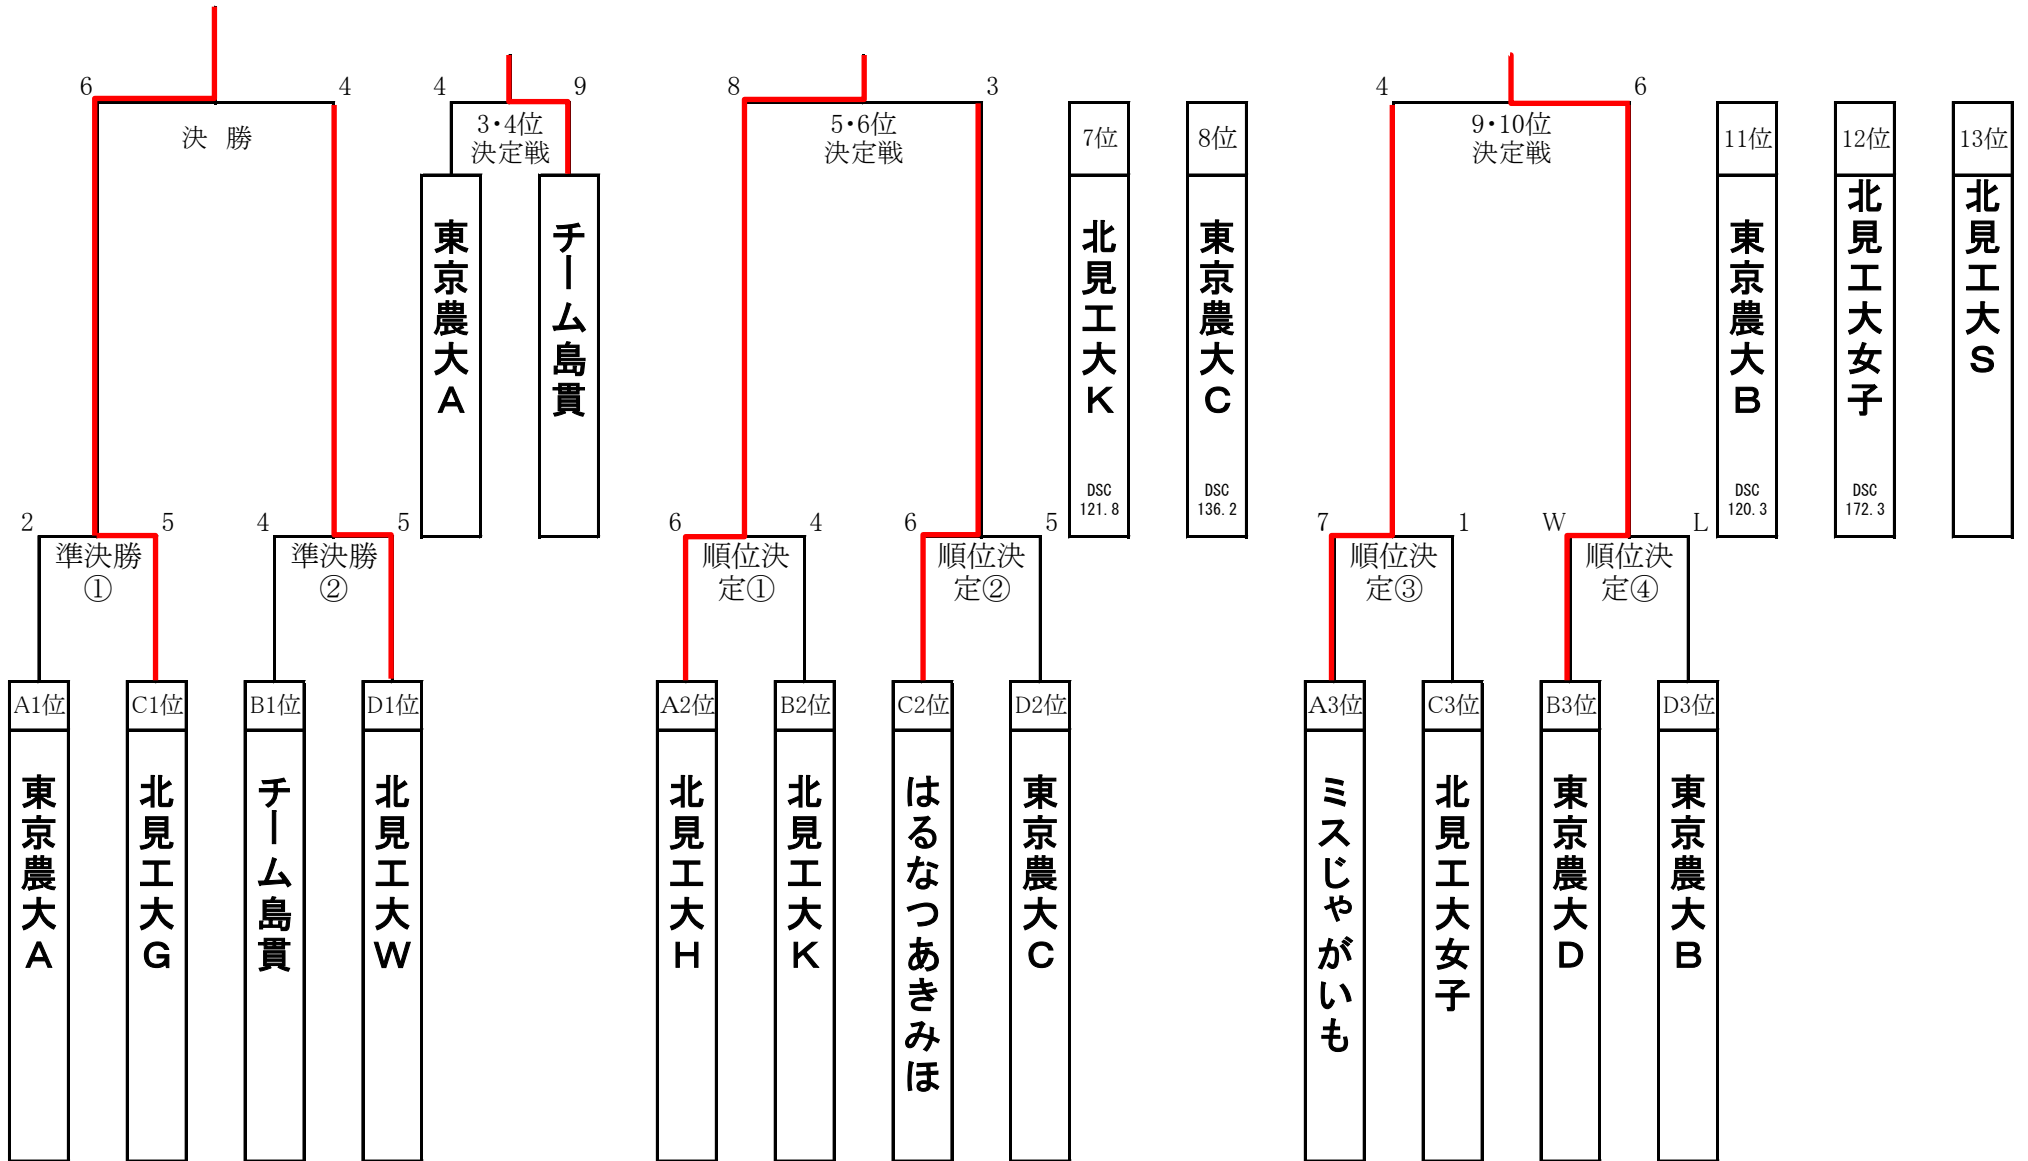 6
4
決 勝
4
9
3・4位
決定戦
東京農大A
チーム島貫
8
3
5・6位
決定戦
7位
北見工大K
DSC
121.8
8位
東京農大C
DSC
136.2
4
6
9・10位
決定戦
11位
東京農大B
DSC
120.3
12位
北見工大女子
DSC
172.3
13位
北見工大S
2
5
準決勝
①
4
5
準決勝
②
6
4
順位決
定①
6
5
順位決
定②
7
1
順位決
定③
W
L
順位決
定④
A1位
東京農大A
C1位
北見工大G
B1位
チーム島貫
D1位
北見工大W
A2位
北見工大H
B2位
北見工大K
C2位
はるなつあきみほ
D2位
東京農大C
A3位
ミスじゃがいも
C3位
北見工大女子
B3位
東京農大D
D3位
東京農大B